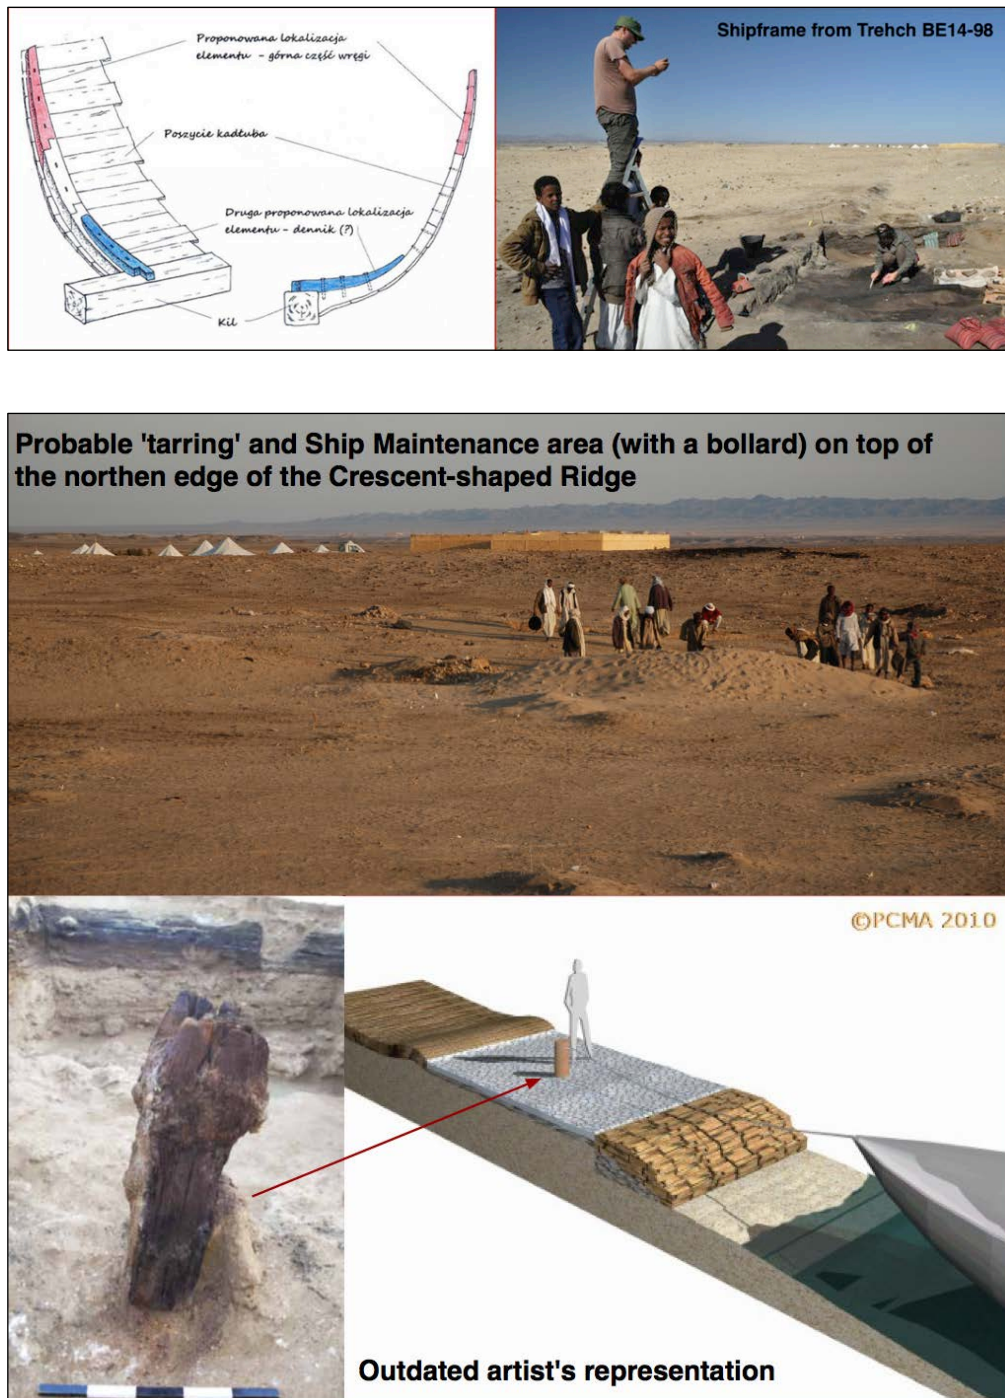 Proponowana lokalizacja
elementu - górna część wręgi
Poszycie kadłuba
Druga proponowana lokalizacja
elementu - dennik (?)
Kil
Shipframe from Trehch BE14-98
Probable 'tarring' and Ship Maintenance area (with a bollard) on top of
the northen edge of the Crescent-shaped Ridge
©PCMA 2010
Outdated artist's representation